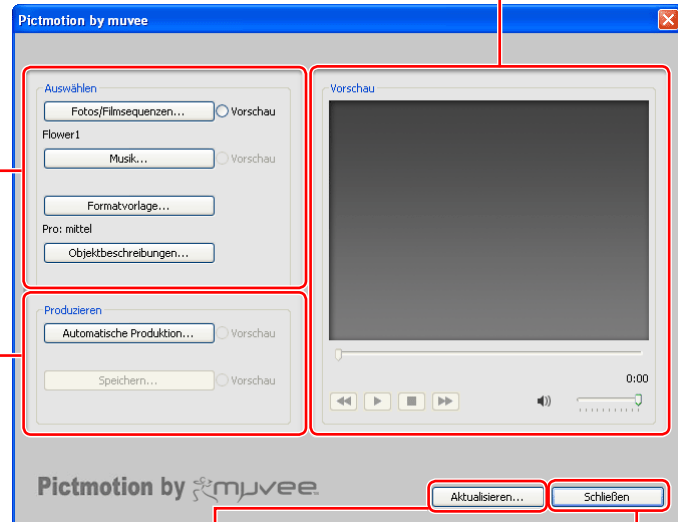 Pictmotion by muvee
Auswählen
Fotos/Filmsequenzen...
Vorschau
Flower1
Musik...
Vorschau
Formatvorlage...
Pro: mittel
Objektbeschreibungen...
Produzieren
Automatische Produktion...
Vorschau
Speichern...
Vorschau
Vorschau
0:00
Pictmotion by muvee
Aktualisieren...
Schließen